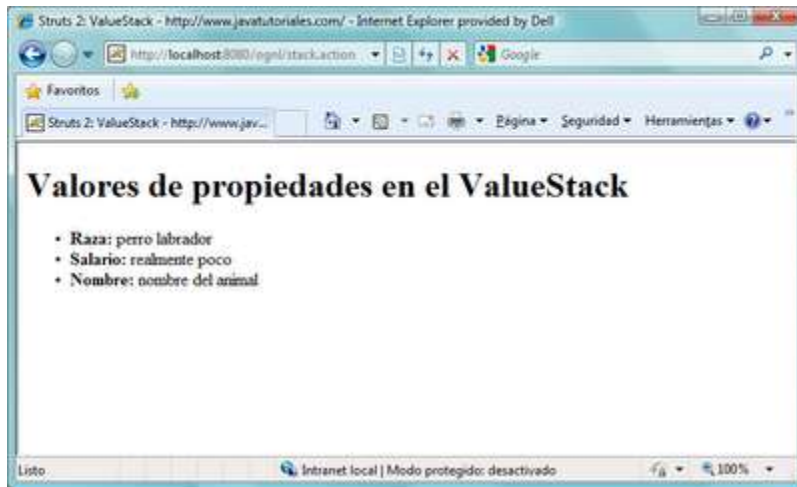 Struts 2: ValueStack - http://www.javatutoriales.com/ - Internet Explorer provided by Dell
http://localhost:8080/ognl/stack.action
Google
Favoritos
Struts 2: ValueStack - http://www.jav...
Página
Seguridad
Herramientas
Valores de propiedades en el ValueStack
• Raza: perro labrador
• Salario: realmente poco
• Nombre: nombre del animal
Listo
Intranet local | Modo protegido: desactivado
100%